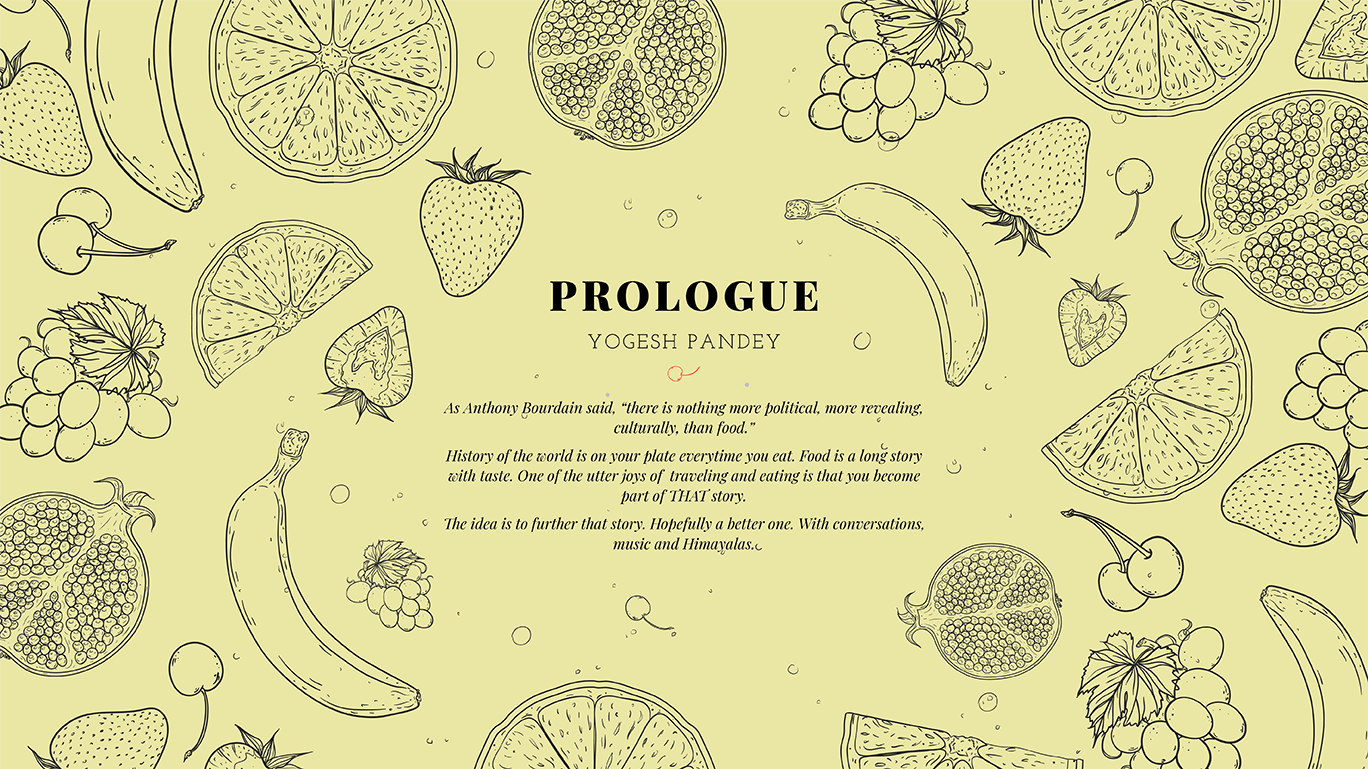 PROLOGUE
YOGESH PANDEY
As Anthony Bourdain said, “there is nothing more political, more revealing,
culturally, than food.”
History of the world is on your plate everytime you eat. Food is a long story
with taste. One of the utter joys of traveling and eating is that you become
part of THAT story.
The idea is to further that story. Hopefully a better one. With conversations,
music and Himayalas.